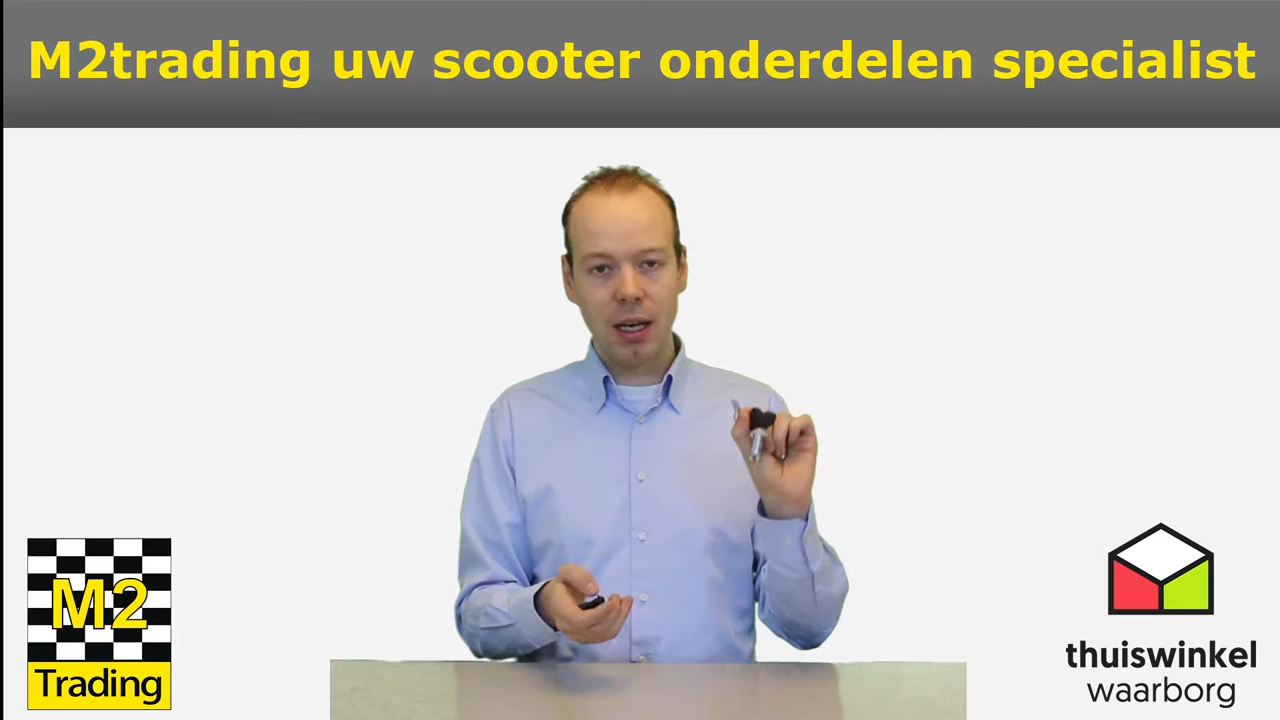 M2trading uw scooter onderdelen specialist
M2
Trading
thuiswinkel
waarborg